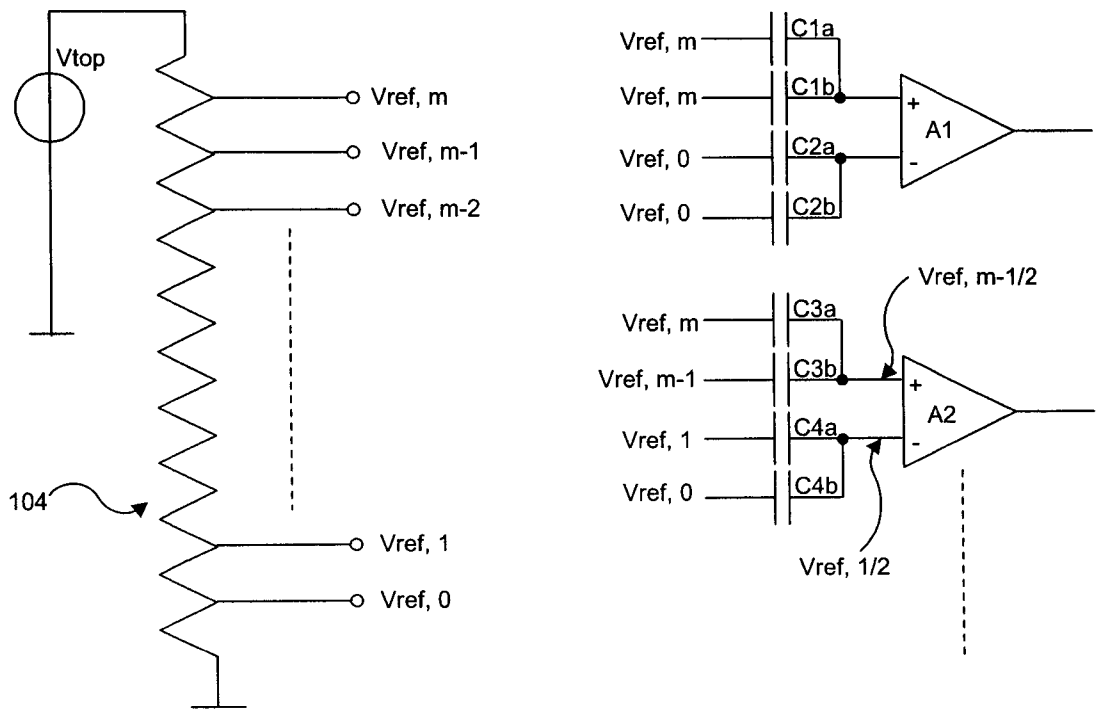 Vtop
Vref, m
Vref, m-1
Vref, m-2
104
Vref, 1
Vref, 0
Vref, m
C1a
Vref, m
C1b
+
A1
Vref, 0
C2a
-
Vref, 0
C2b
Vref, m-1/2
Vref, m
C3a
Vref, m-1
C3b
+
A2
Vref, 1
C4a
-
Vref, 0
C4b
Vref, 1/2